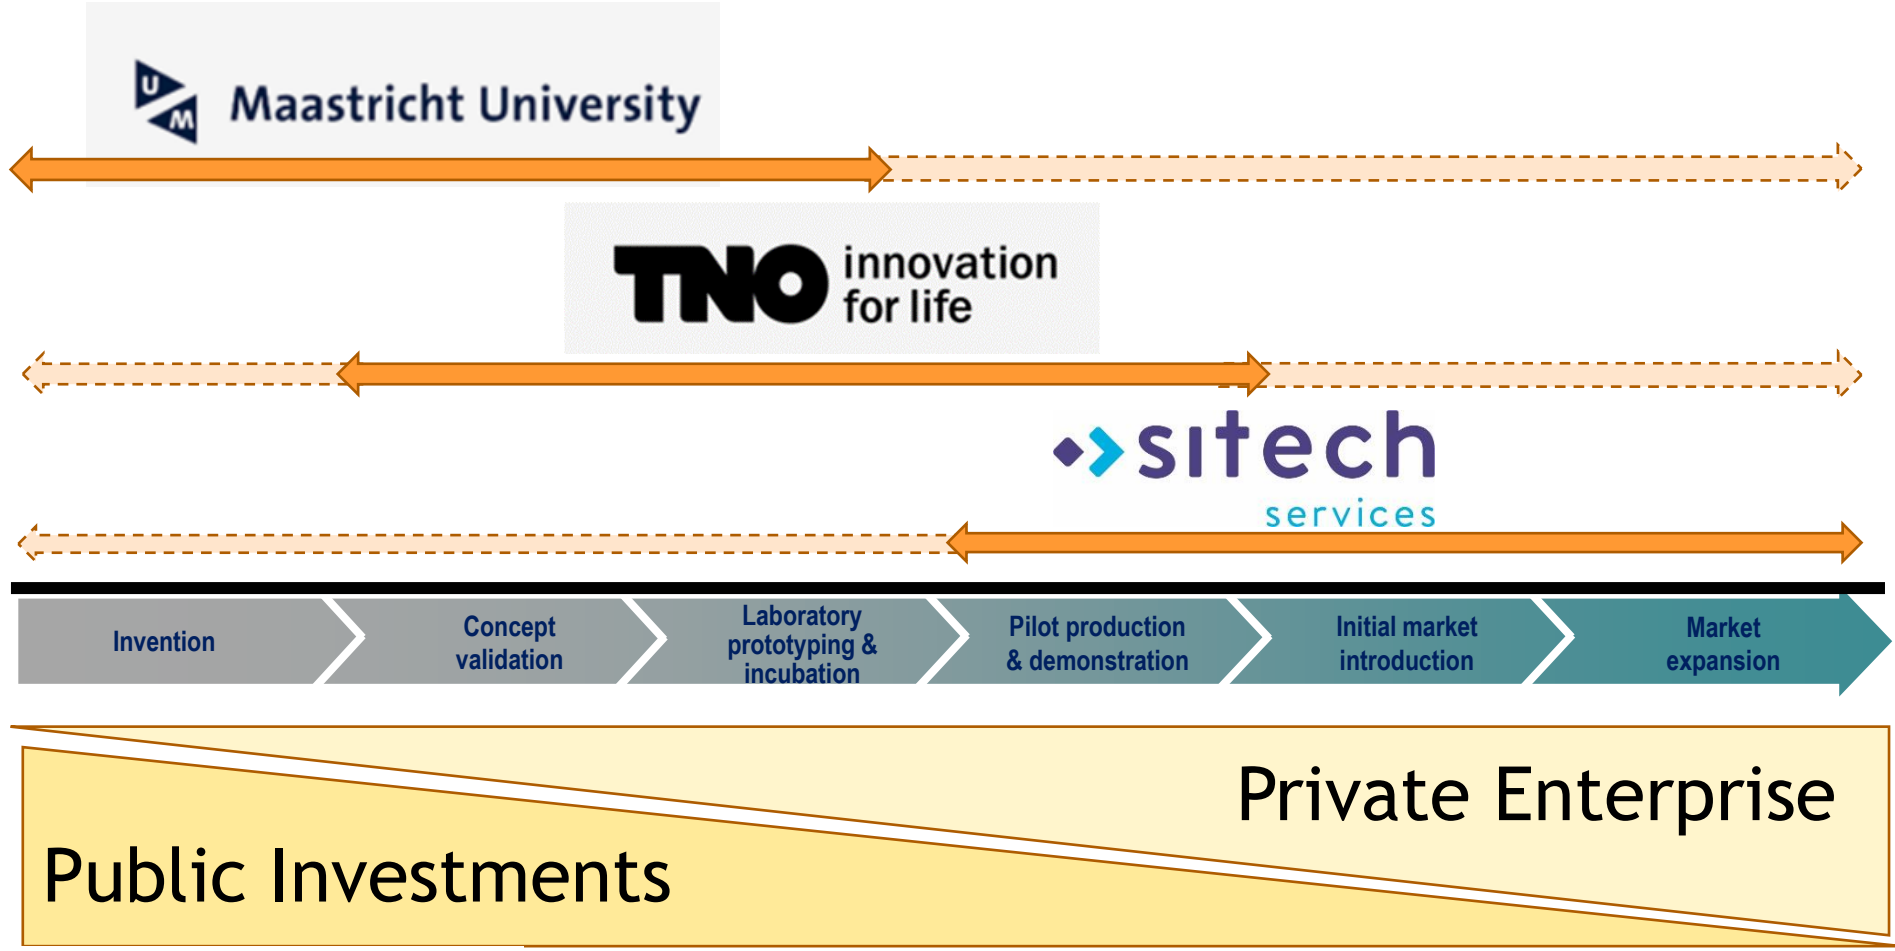 U
M
Maastricht University
TNO innovation
for life
sitech
services
Invention
Concept
validation
Laboratory
prototyping &
incubation
Pilot production
& demonstration
Initial market
introduction
Market
expansion
Private Enterprise
Public Investments